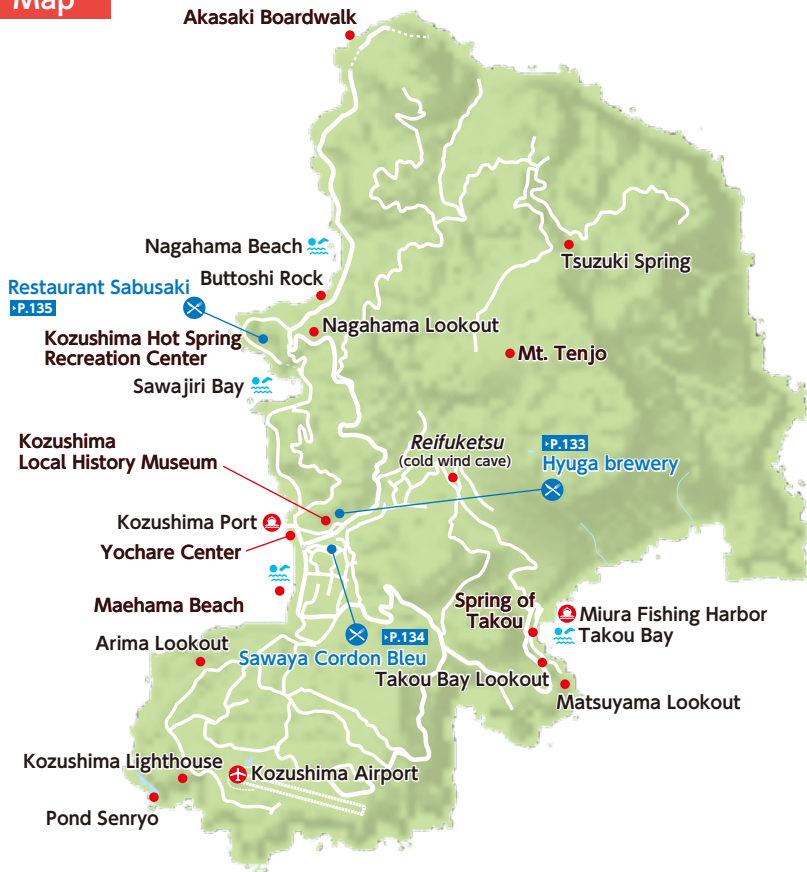 Map
Akasaki Boardwalk
Nagahama Beach
Tsuzuki Spring
Restaurant Sabusaki
P.135
Buttoshi Rock
Nagahama Lookout
Kozushima Hot Spring
Recreation Center
Mt. Tenjo
Sawajiri Bay
Kozushima
Local History Museum
Reifuketsu
(cold wind cave)
P.133
Hyuga brewery
Kozushima Port
Yochare Center
Maehama Beach
Spring of
Takou
Miura Fishing Harbor
Takou Bay
Arima Lookout
P.134
Sawaya Cordon Bleu
Takou Bay Lookout
Matsuyama Lookout
Kozushima Lighthouse
Kozushima Airport
Pond Senryo